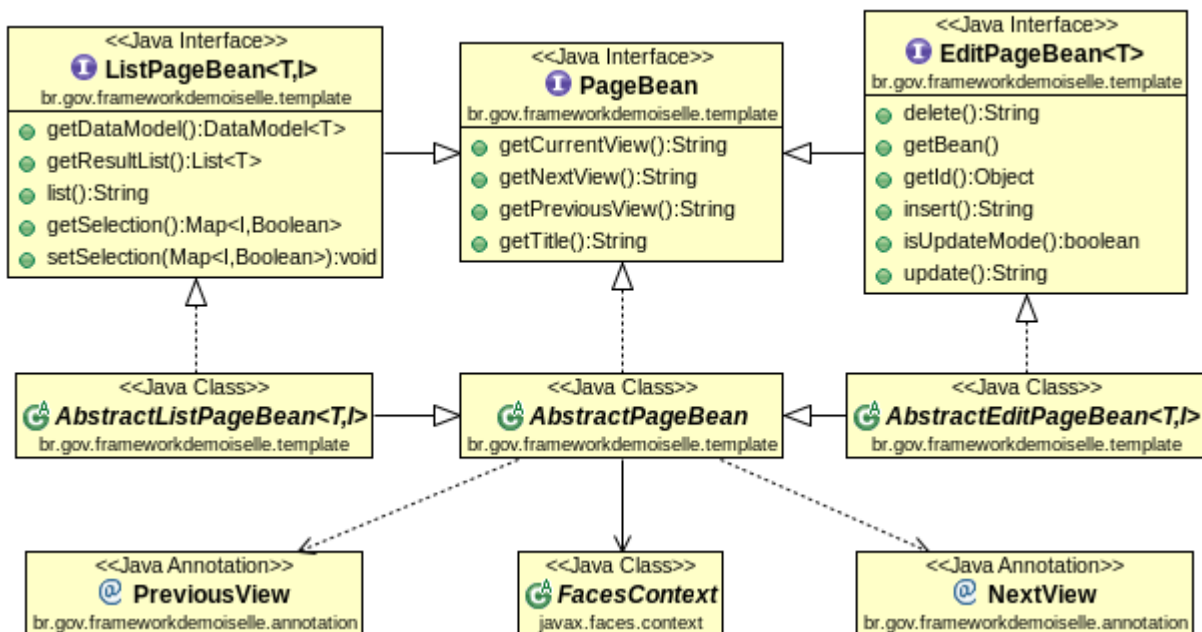 <<Java Interface>>
ListPageBean<T,I>
br.gov.frameworkdemoiselle.template
getDataModel():DataModel<T>
getResultList():List<T>
list():String
getSelection():Map<I,Boolean>
setSelection(Map<I,Boolean>):void
<<Java Interface>>
PageBean
br.gov.frameworkdemoiselle.template
getCurrentView():String
getNextView():String
getPreviousView():String
getTitle():String
<<Java Interface>>
EditPageBean<T>
br.gov.frameworkdemoiselle.template
delete():String
getBean()
getId():Object
insert():String
isUpdateMode():boolean
update():String
<<Java Class>>
AbstractListPageBean<T,I>
br.gov.frameworkdemoiselle.template
<<Java Class>>
AbstractPageBean
br.gov.frameworkdemoiselle.template
<<Java Class>>
AbstractEditPageBean<T,I>
br.gov.frameworkdemoiselle.template
<<Java Annotation>>
PreviousView
br.gov.frameworkdemoiselle.annotation
<<Java Class>>
FacesContext
javax.faces.context
<<Java Annotation>>
NextView
br.gov.frameworkdemoiselle.annotation